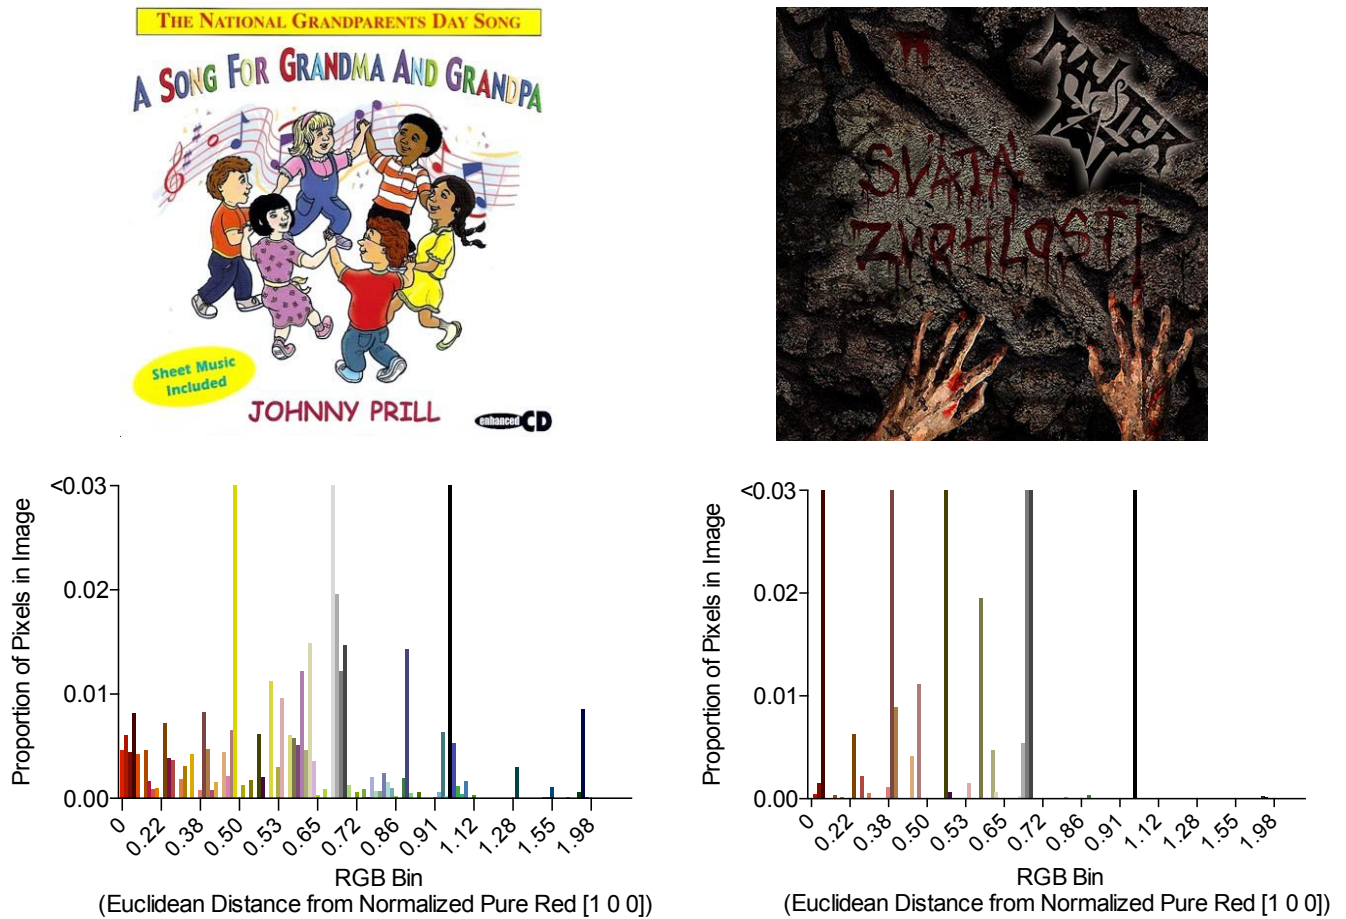 THE NATIONAL GRANDPARENTS DAY SONG
A SONG FOR GRANDMA AND GRANDPA
Sheet Music
Included
JOHNNY PRILL
enhanced CD
SVÄTÁ
ZVRHLOSŤ
<0.03
0.02
0.01
0.00
Proportion of Pixels in Image
0
0.22
0.38
0.50
0.53
0.65
0.72
0.86
0.91
1.12
1.28
1.55
1.98
RGB Bin
(Euclidean Distance from Normalized Pure Red [1 0 0])
<0.03
0.02
0.01
0.00
Proportion of Pixels in Image
0
0.22
0.38
0.50
0.53
0.65
0.72
0.86
0.91
1.12
1.28
1.55
1.98
RGB Bin
(Euclidean Distance from Normalized Pure Red [1 0 0])